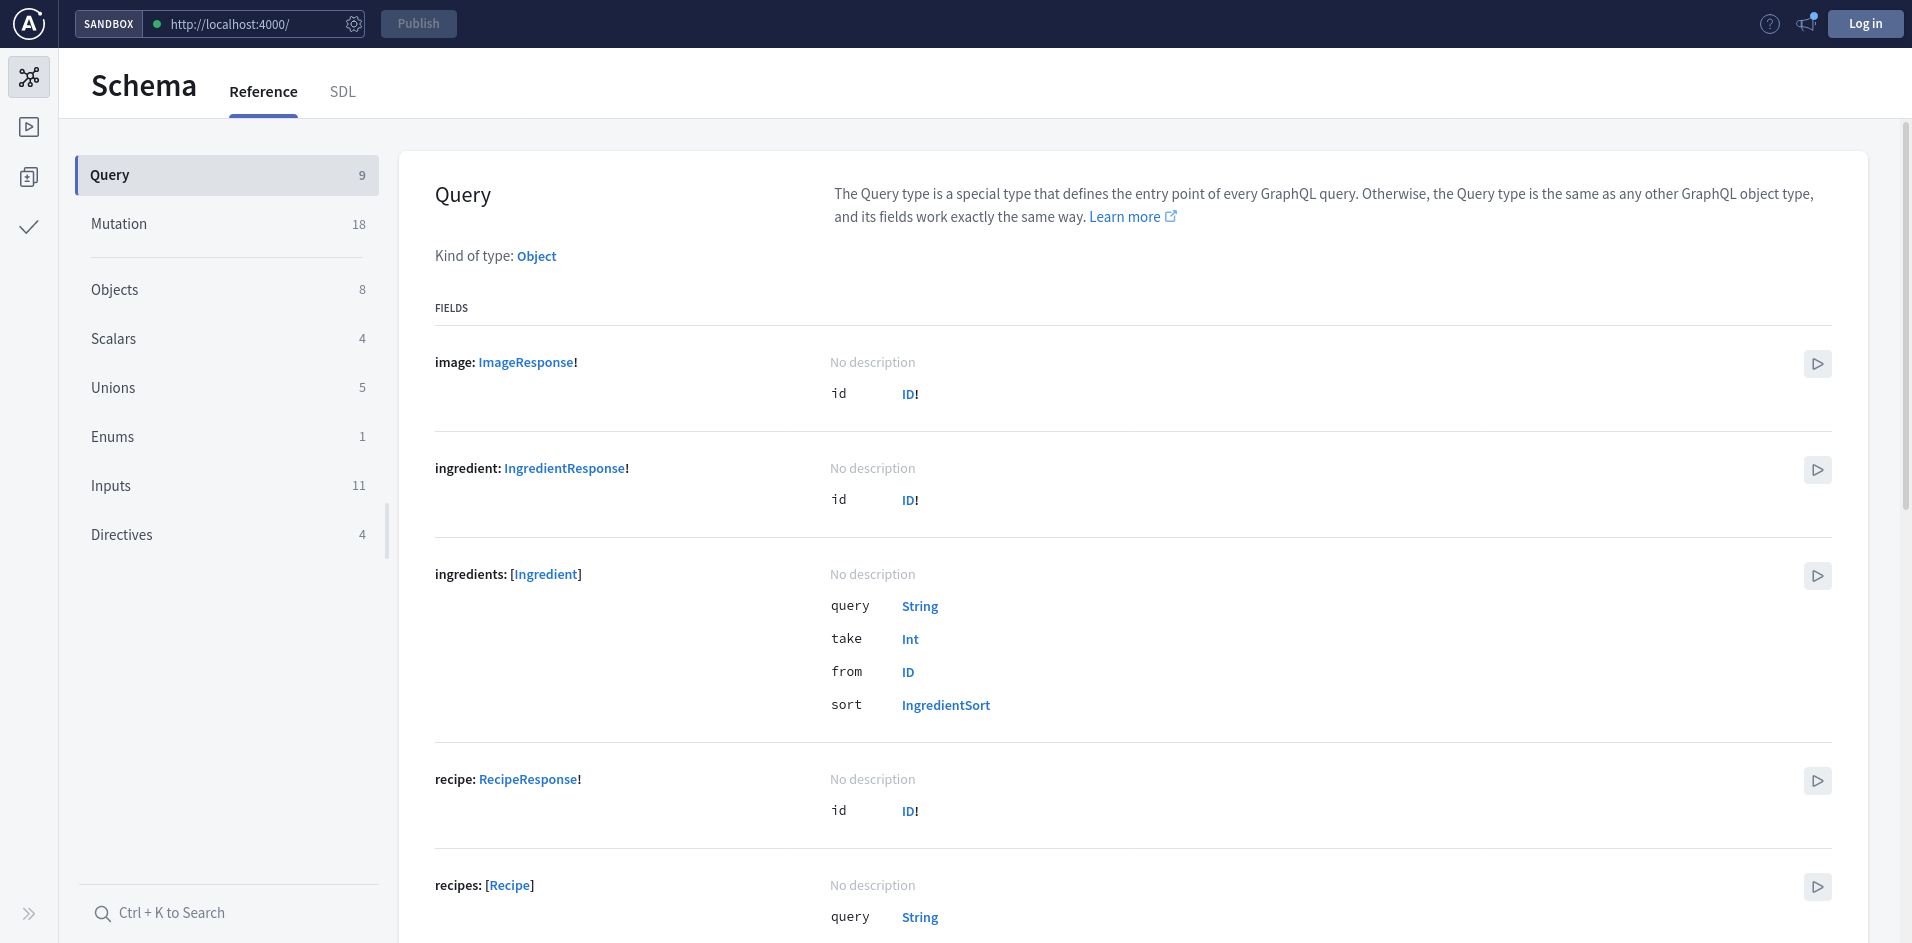 A
SANDBOX http://localhost:4000/ Publish ? Log in
Schema Reference SDL
Query 9
Mutation 18
Objects 8
Scalars 4
Unions 5
Enums 1
Inputs 11
Directives 4
Ctrl + K to Search
Query
The Query type is a special type that defines the entry point of every GraphQL query. Otherwise, the Query type is the same as any other GraphQL object type,
and its fields work exactly the same way. Learn more
Kind of type: Object
FIELDS
image: ImageResponse! No description
id ID!
ingredient: IngredientResponse! No description
id ID!
ingredients: [Ingredient] No description
query String
take Int
from ID
sort IngredientSort
recipe: RecipeResponse! No description
id ID!
recipes: [Recipe] No description
query String